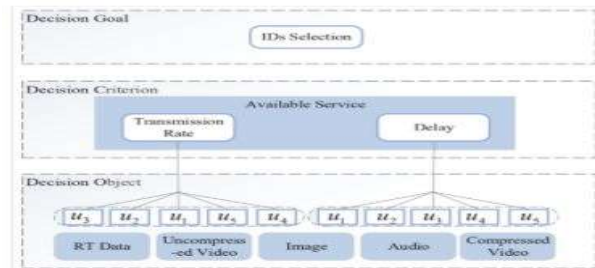 Decision Goal
IDs Selection
Decision Criterion
Available Service
Transmission
Rate
Delay
Decision Object
u3 u2 u1 u5 u4 u1 u2 u3 u4 u5
RT Data
Uncompress
-ed Video
Image
Audio
Compressed
Video